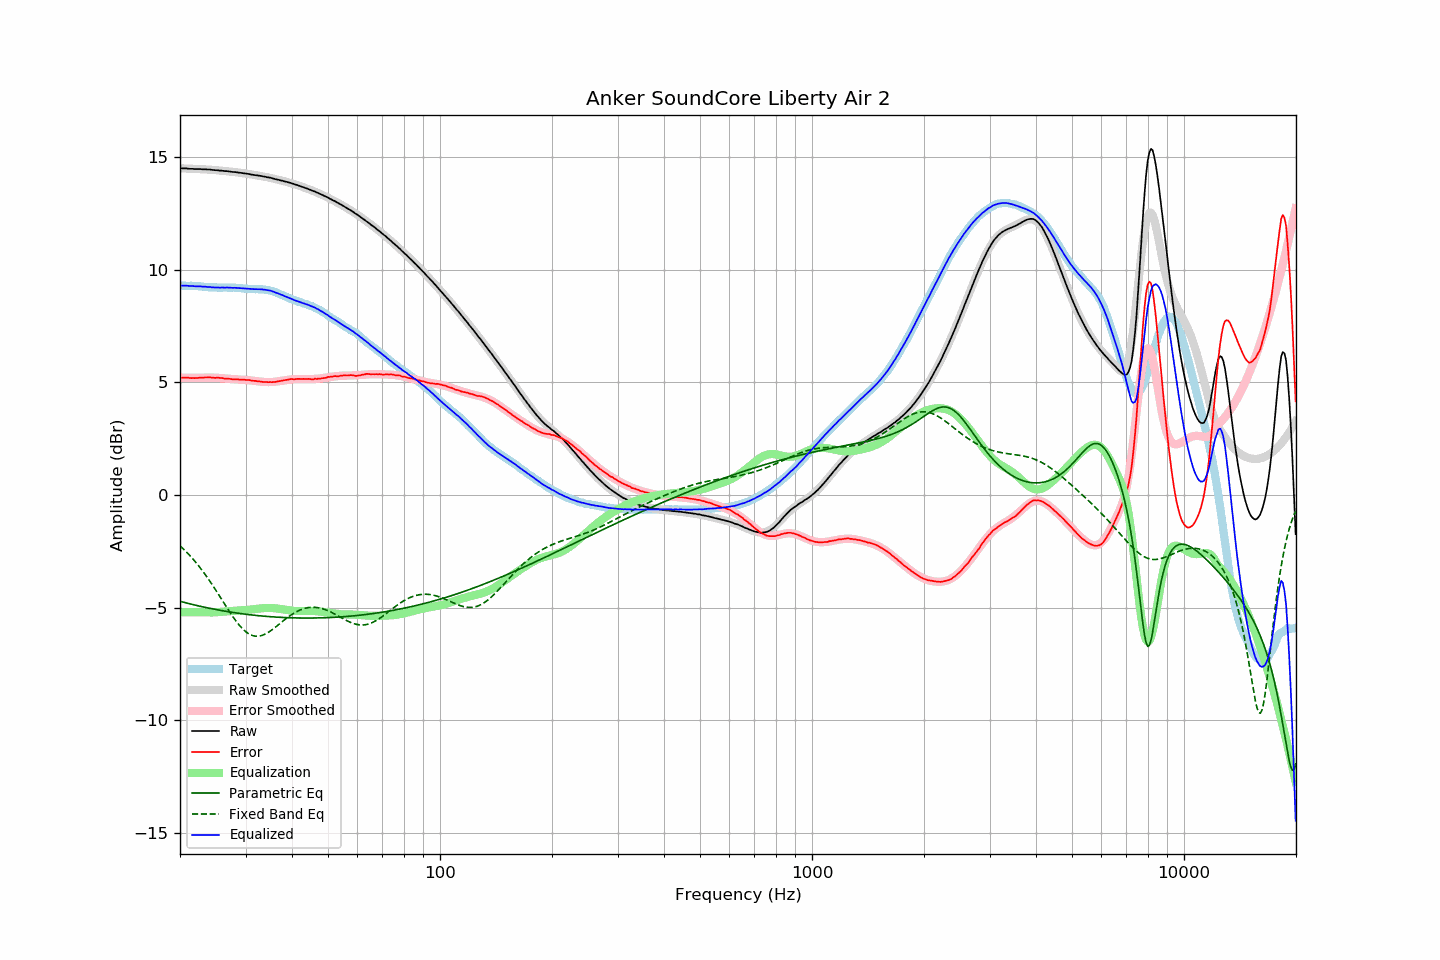 Anker SoundCore Liberty Air 2
Amplitude (dBr)
15
10
5
0
−5
−10
−15
Target
Raw Smoothed
Error Smoothed
Raw
Error
Equalization
Parametric Eq
Fixed Band Eq
Equalized
100
1000
10000
Frequency (Hz)